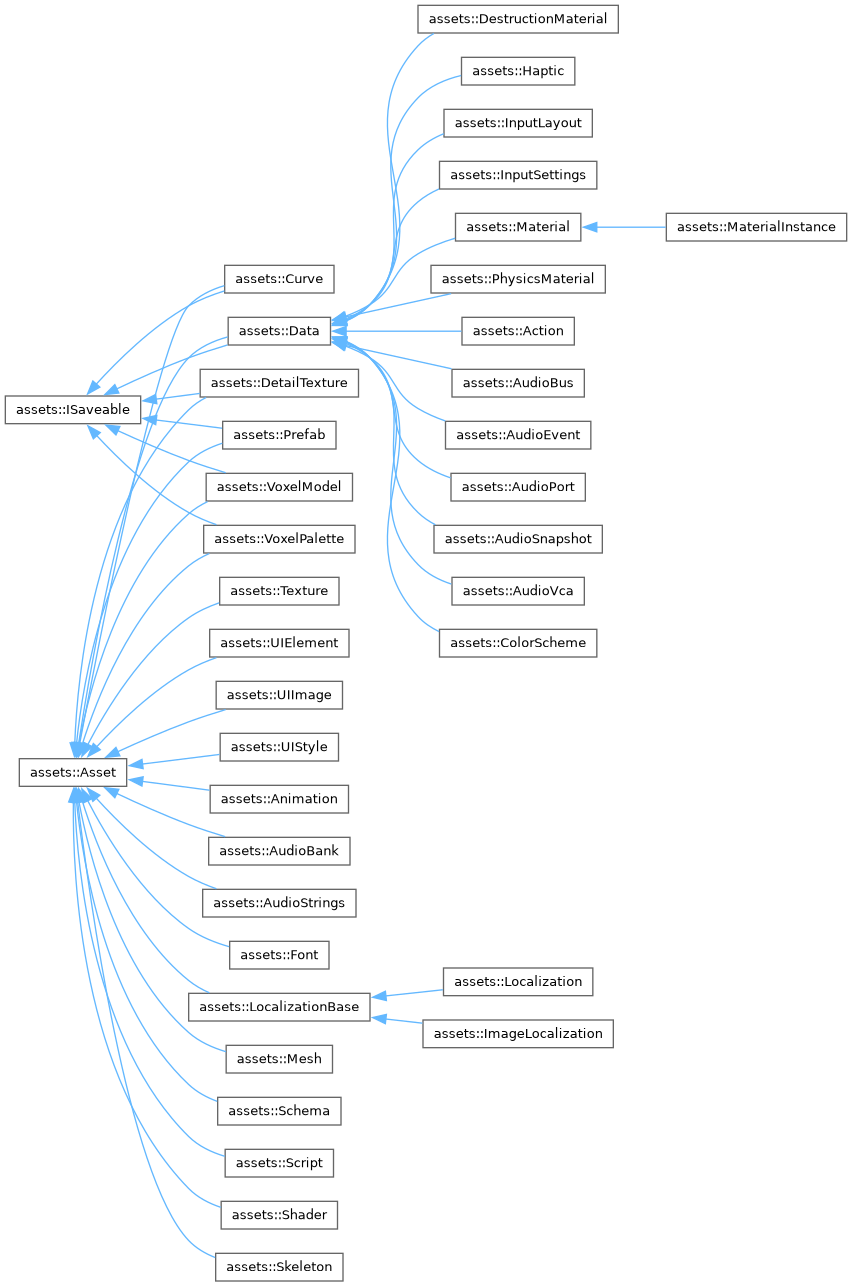 assets::DestructionMaterial
assets::Haptic
assets::InputLayout
assets::InputSettings
assets::Material
assets::MaterialInstance
assets::Curve
assets::PhysicsMaterial
assets::Data
assets::Action
assets::DetailTexture
assets::AudioBus
assets::ISaveable
assets::Prefab
assets::AudioEvent
assets::VoxelModel
assets::AudioPort
assets::VoxelPalette
assets::AudioSnapshot
assets::Texture
assets::AudioVca
assets::UIElement
assets::ColorScheme
assets::UIImage
assets::UIStyle
assets::Asset
assets::Animation
assets::AudioBank
assets::AudioStrings
assets::Font
assets::Localization
assets::LocalizationBase
assets::ImageLocalization
assets::Mesh
assets::Schema
assets::Script
assets::Shader
assets::Skeleton